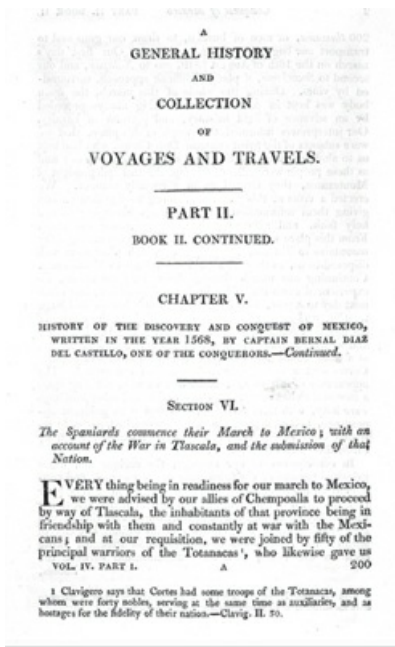 A
GENERAL HISTORY
AND
COLLECTION
OF
VOYAGES AND TRAVELS.
PART II.
BOOK II. CONTINUED.
CHAPTER V.
HISTORY OF THE DISCOVERY AND CONQUEST OF MEXICO,
WRITTEN IN THE YEAR 1568, BY CAPTAIN BERNAL DIAZ
DEL CASTILLO, ONE OF THE CONQUERORS.—Continued.
SECTION VI.
The Spaniards commence their March to Mexico; with an
account of the War in Tlascala, and the submission of that
Nation.
EVERY thing being in readiness for our march to Mexico,
we were advised by our allies of Chempoalla to proceed
by way of Tlascala, the inhabitants of that province being in
friendship with them and constantly at war with the Mexi-
cans; and at our requisition, we were joined by fifty of the
principal warriors of the Totanacas¹, who likewise gave us
VOL. IV. PART I. A 200
1 Clavigero says that Cortes had some troops of the Totanacas, among
whom were forty nobles, serving at the same time as auxiliaries, and as
hostages for the fidelity of their nation.—Clavig. II. 30.